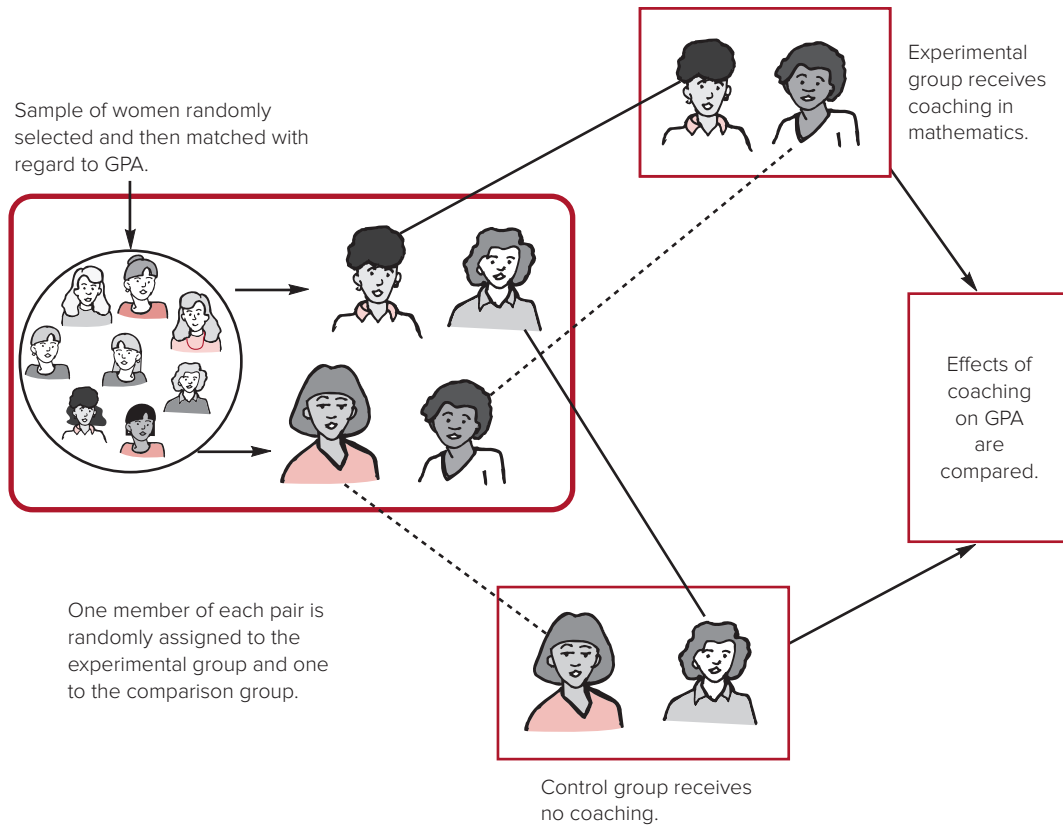 Sample of women randomly
selected and then matched with
regard to GPA.
Experimental
group receives
coaching in
mathematics.
Effects of
coaching
on GPA
are
compared.
One member of each pair is
randomly assigned to the
experimental group and one
to the comparison group.
Control group receives
no coaching.